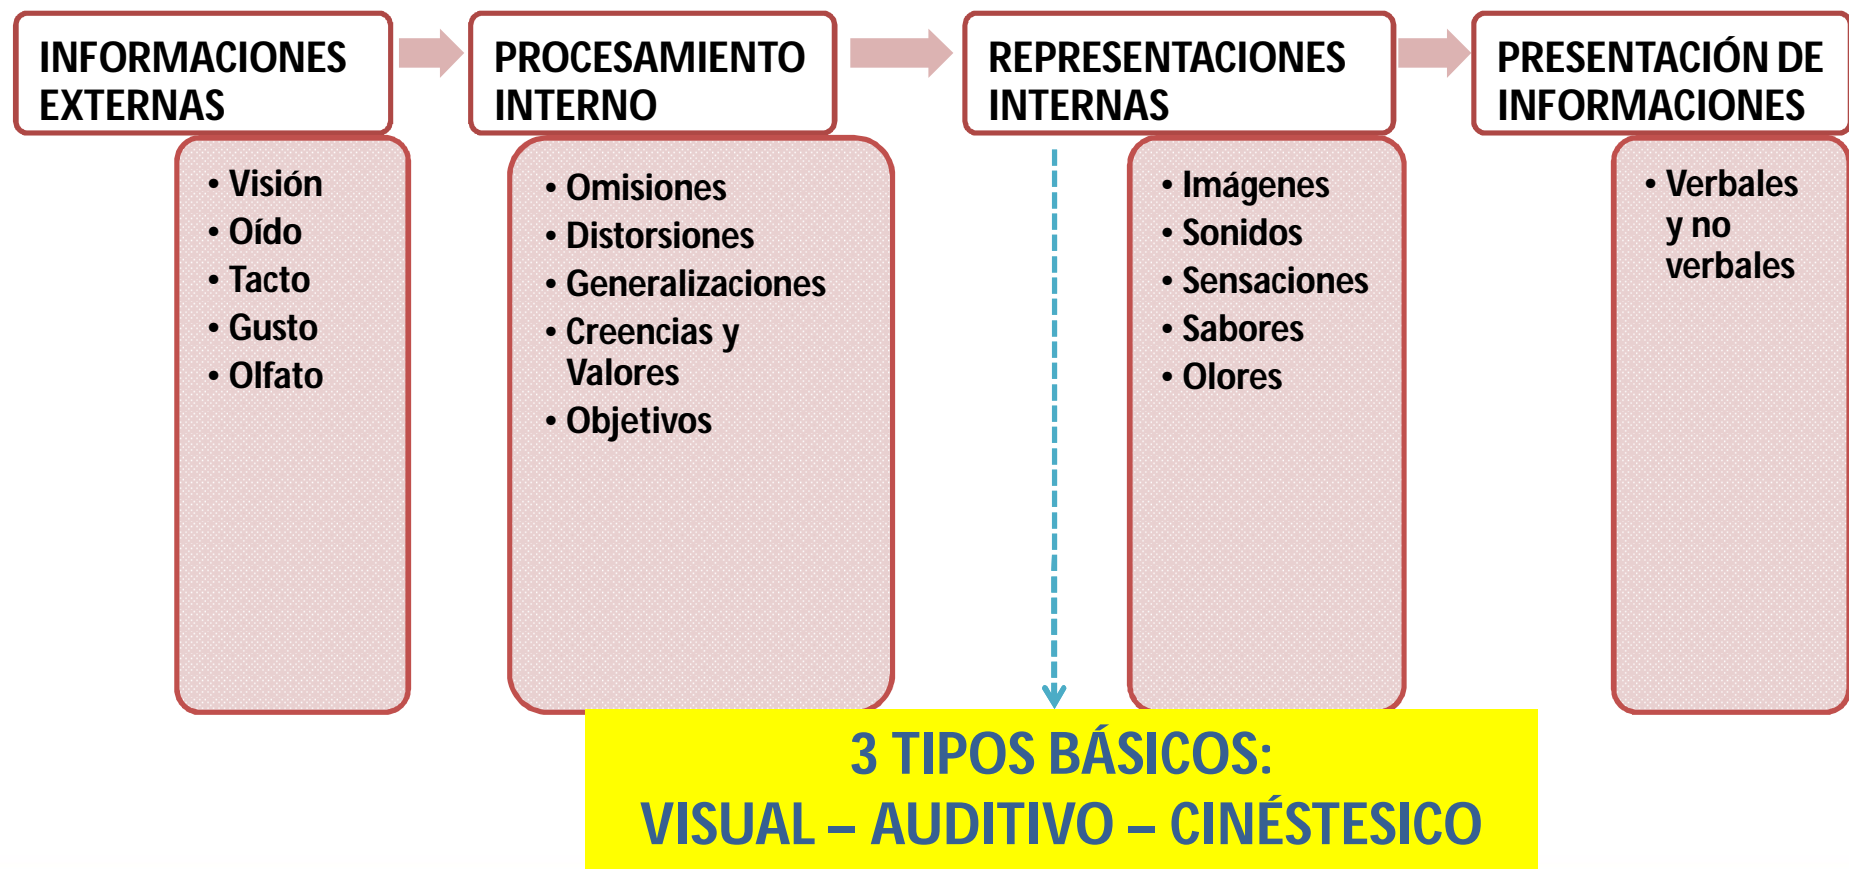 INFORMACIONES
EXTERNAS
• Visión
• Oído
• Tacto
• Gusto
• Olfato
PROCESAMIENTO
INTERNO
• Omisiones
• Distorsiones
• Generalizaciones
• Creencias y
Valores
• Objetivos
REPRESENTACIONES
INTERNAS
• Imágenes
• Sonidos
• Sensaciones
• Sabores
• Olores
PRESENTACIÓN DE
INFORMACIONES
• Verbales
y no
verbales
3 TIPOS BÁSICOS:
VISUAL – AUDITIVO – CINÉSTESICO